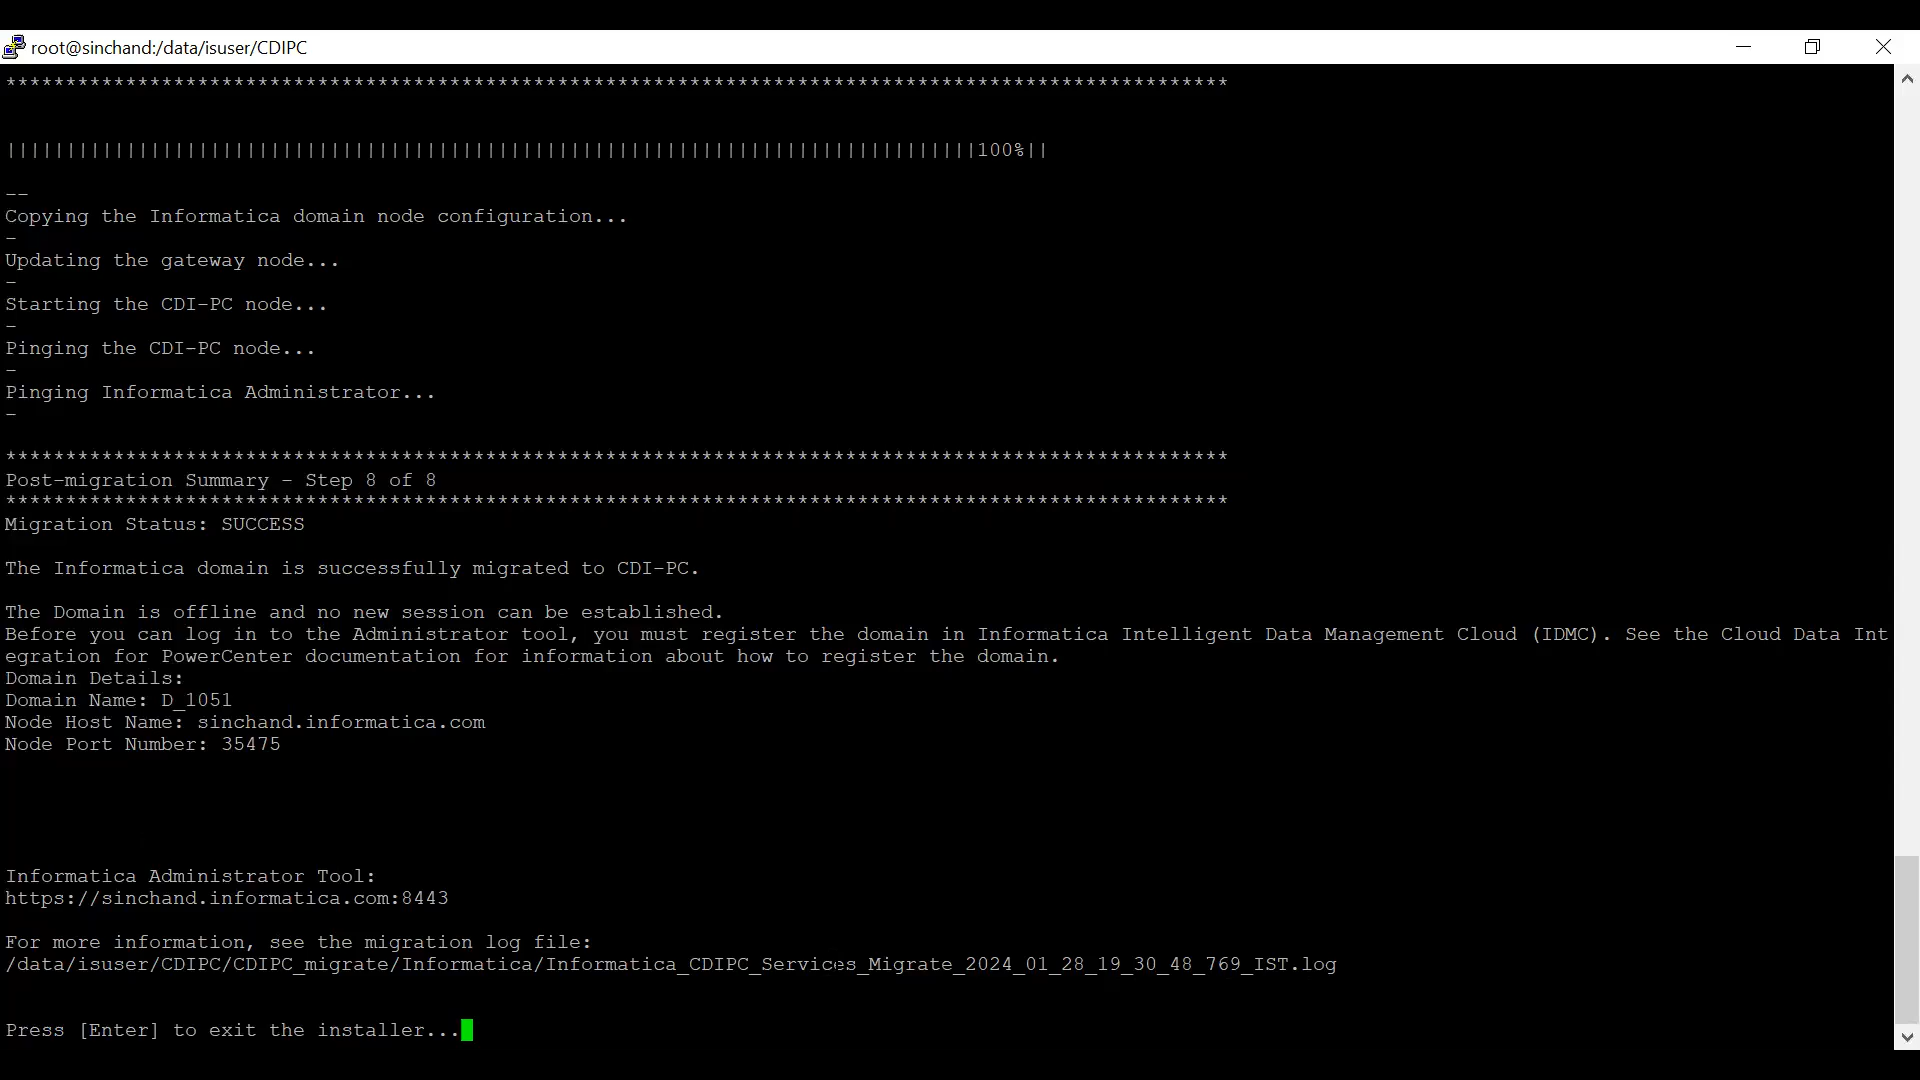 root@sinchand:/data/isuser/CDIPC
******************************************************************************************************
|||||||||||||||||||||||||||||||||||||||||||||||||||||||||||||||||||||||||||||||||100%||
--
Copying the Informatica domain node configuration...
-
Updating the gateway node...
-
Starting the CDI-PC node...
-
Pinging the CDI-PC node...
-
Pinging Informatica Administrator...
-
******************************************************************************************************
Post-migration Summary - Step 8 of 8
******************************************************************************************************
Migration Status: SUCCESS
The Informatica domain is successfully migrated to CDI-PC.
The Domain is offline and no new session can be established.
Before you can log in to the Administrator tool, you must register the domain in Informatica Intelligent Data Management Cloud (IDMC). See the Cloud Data Int
egration for PowerCenter documentation for information about how to register the domain.
Domain Details:
Domain Name: D_1051
Node Host Name: sinchand.informatica.com
Node Port Number: 35475
Informatica Administrator Tool:
https://sinchand.informatica.com:8443
For more information, see the migration log file:
/data/isuser/CDIPC/CDIPC_migrate/Informatica/Informatica_CDIPC_Services_Migrate_2024_01_28_19_30_48_769_IST.log
Press [Enter] to exit the installer...